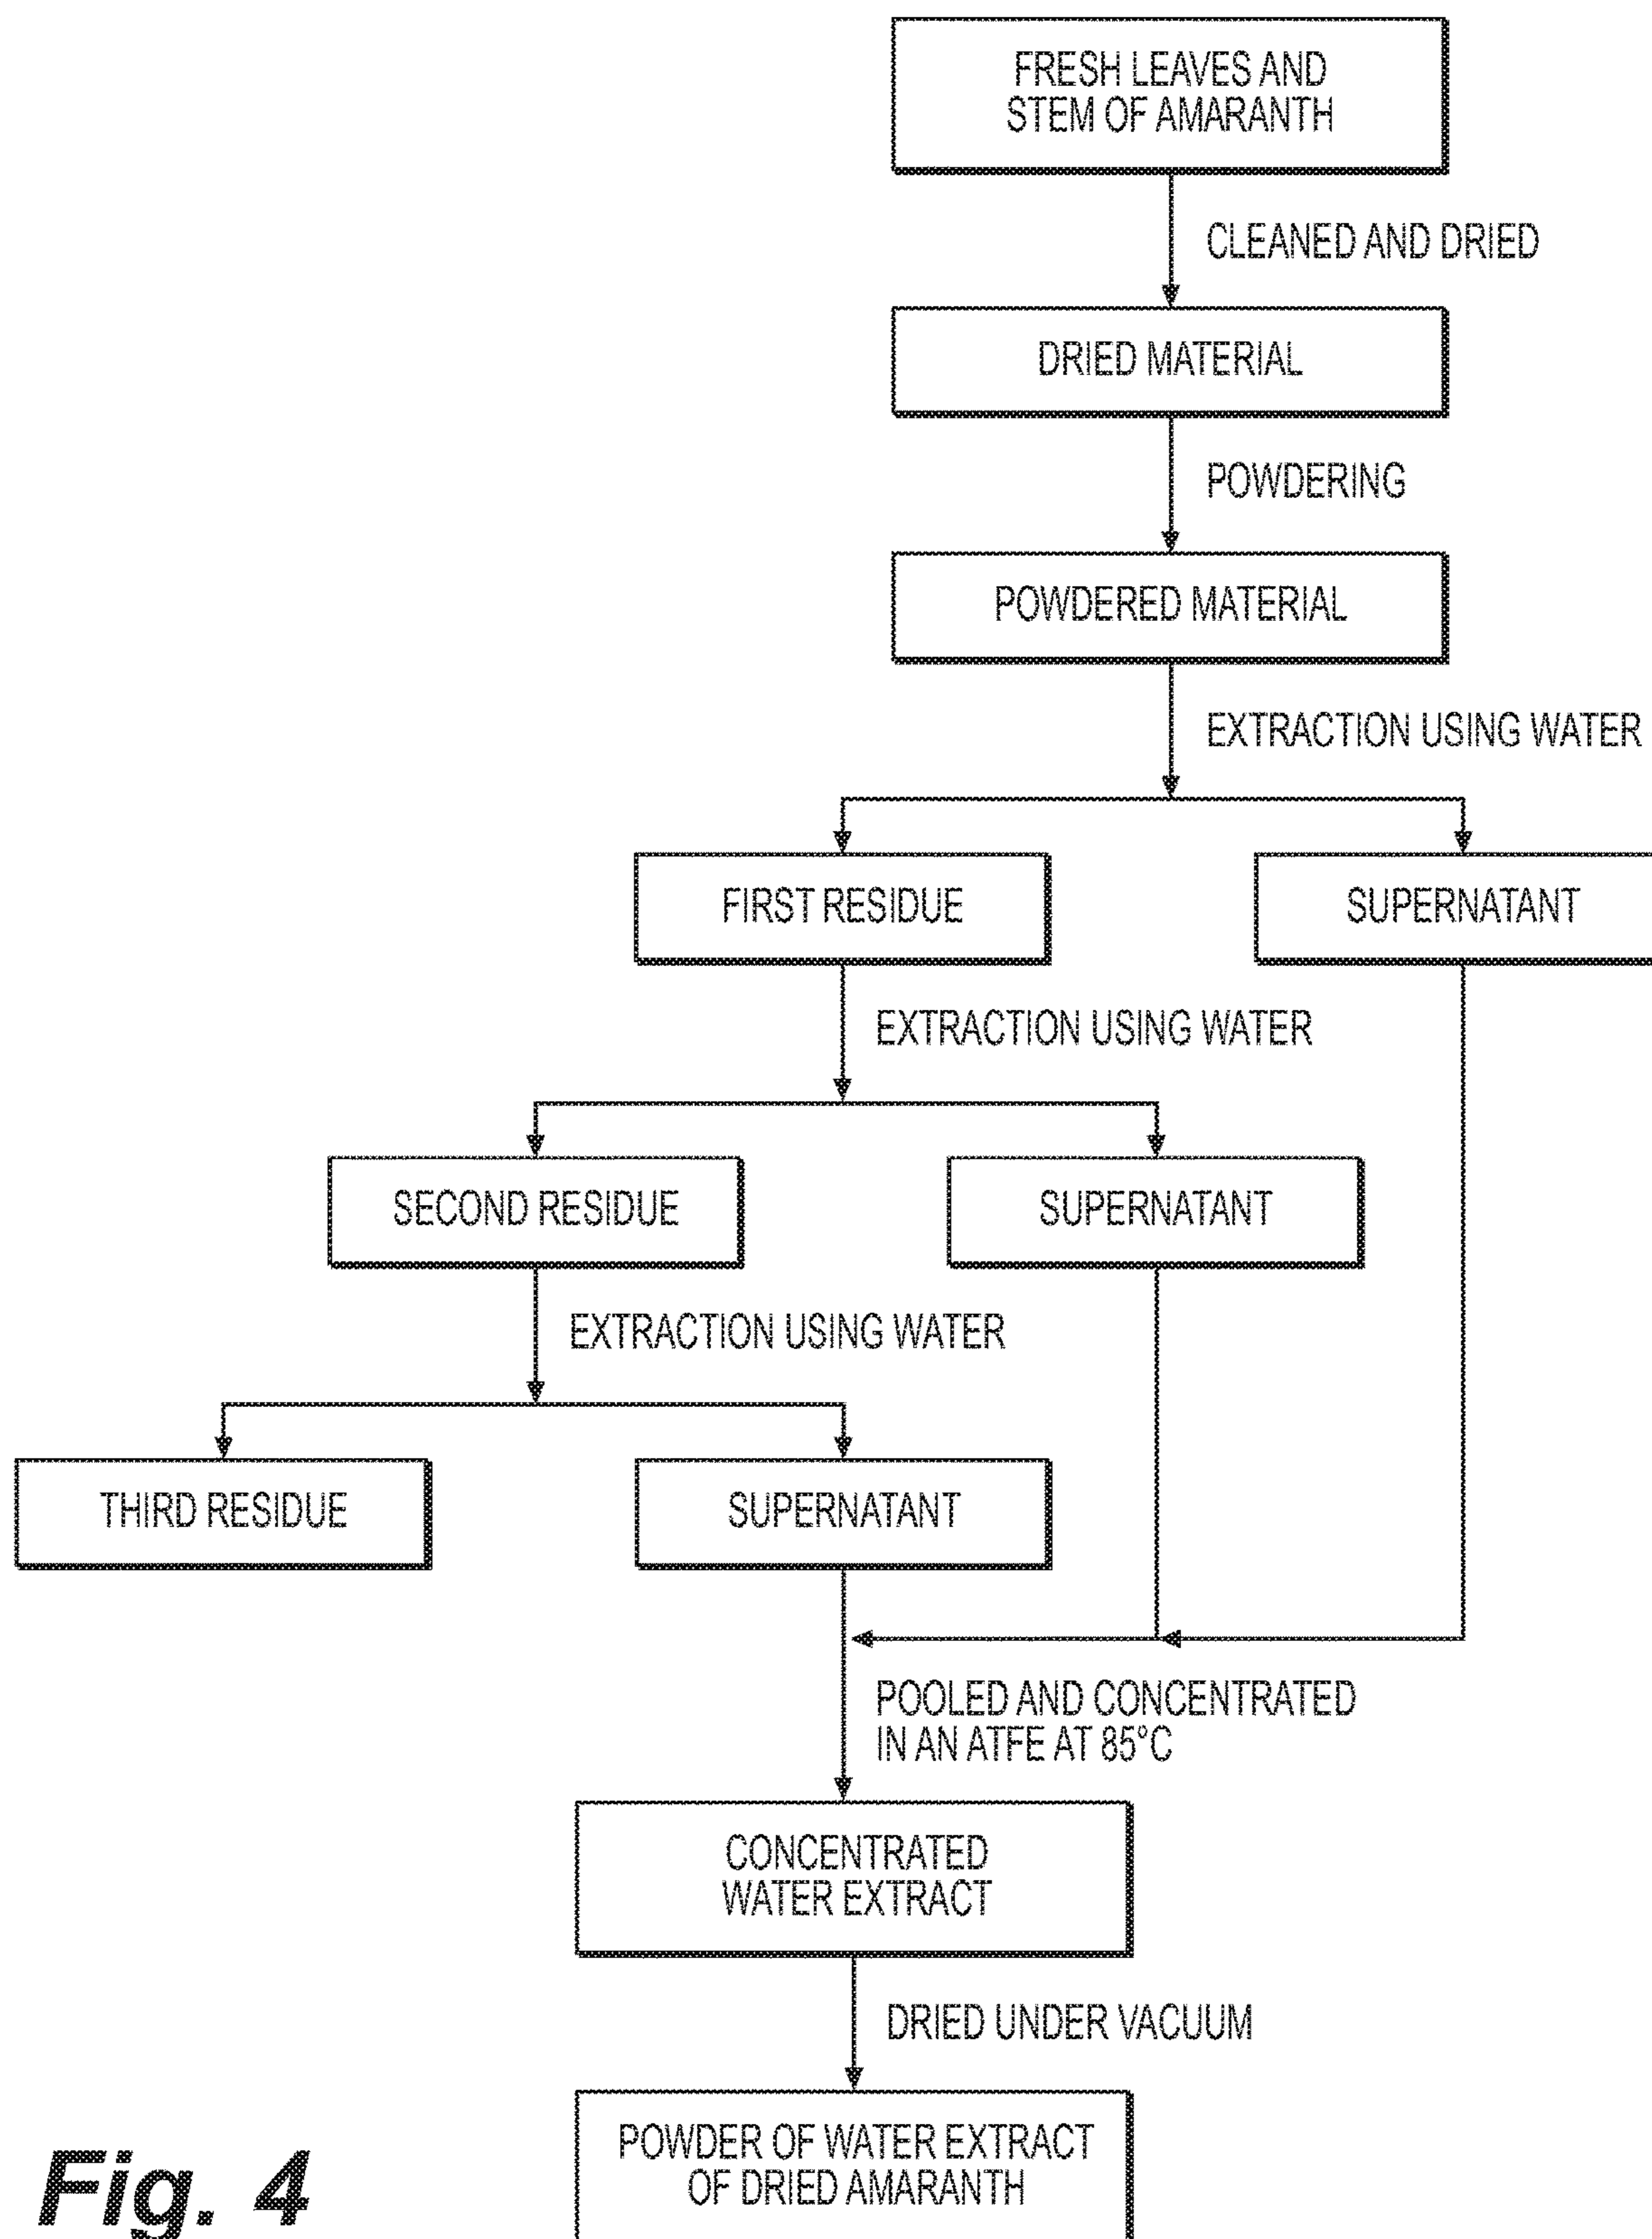 FRESH LEAVES AND
STEM OF AMARANTH
CLEANED AND DRIED
DRIED MATERIAL
POWDERING
POWDERED MATERIAL
EXTRACTION USING WATER
FIRST RESIDUE
SUPERNATANT
EXTRACTION USING WATER
SECOND RESIDUE
SUPERNATANT
EXTRACTION USING WATER
THIRD RESIDUE
SUPERNATANT
POOLED AND CONCENTRATED
IN AN ATFE AT 85°C
CONCENTRATED
WATER EXTRACT
DRIED UNDER VACUUM
POWDER OF WATER EXTRACT
OF DRIED AMARANTH
Fig. 4